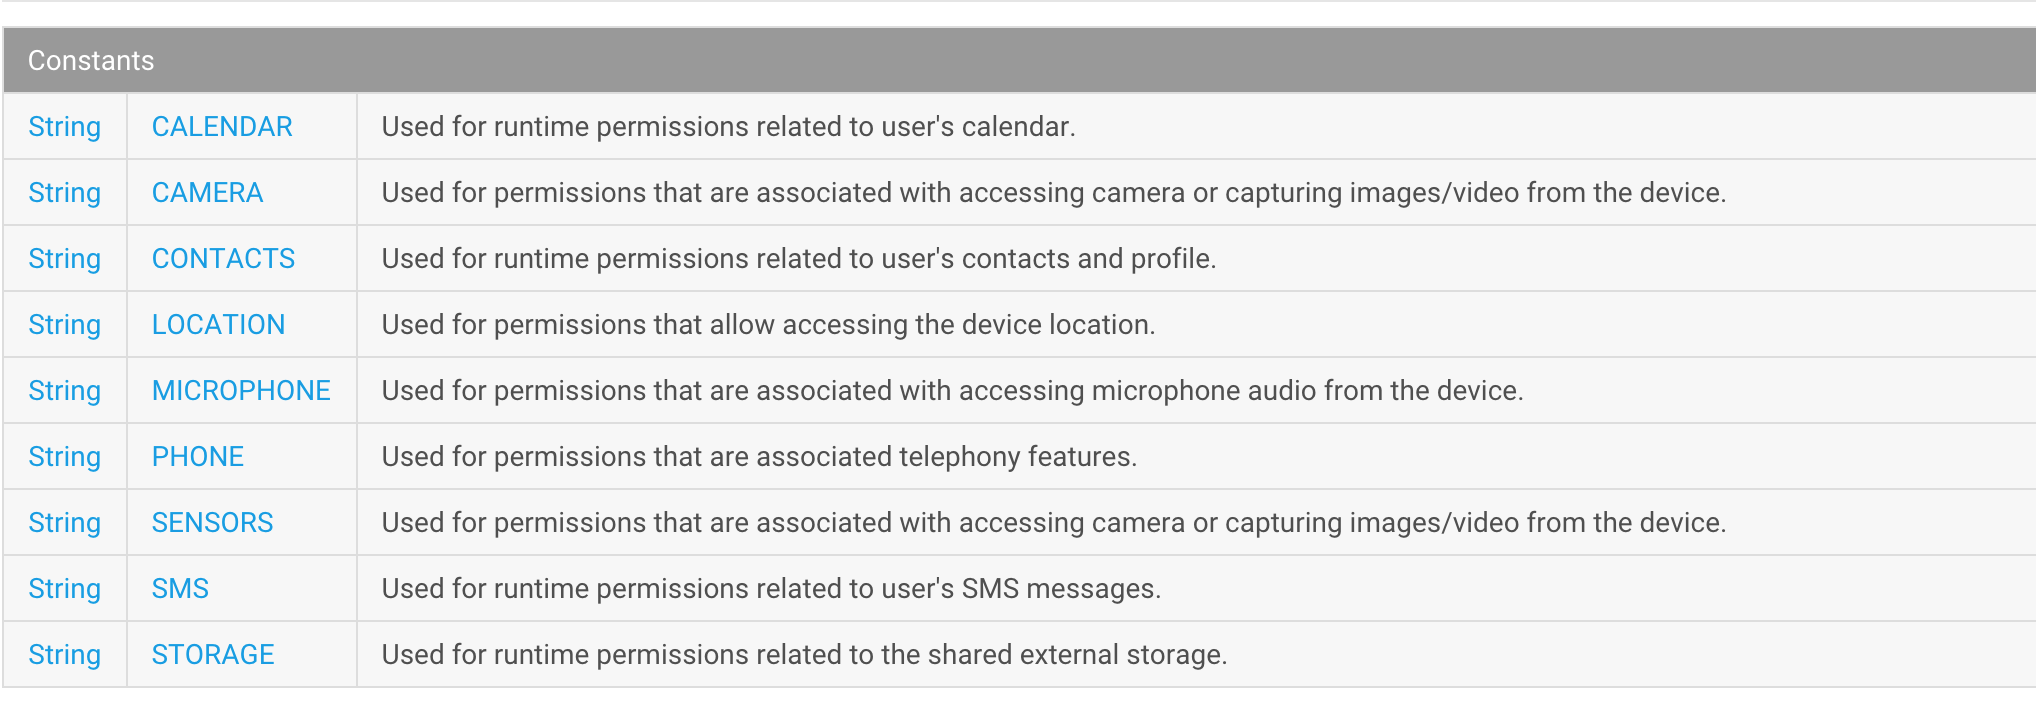 Constants
String CALENDAR Used for runtime permissions related to user's calendar.
String CAMERA Used for permissions that are associated with accessing camera or capturing images/video from the device.
String CONTACTS Used for runtime permissions related to user's contacts and profile.
String LOCATION Used for permissions that allow accessing the device location.
String MICROPHONE Used for permissions that are associated with accessing microphone audio from the device.
String PHONE Used for permissions that are associated telephony features.
String SENSORS Used for permissions that are associated with accessing camera or capturing images/video from the device.
String SMS Used for runtime permissions related to user's SMS messages.
String STORAGE Used for runtime permissions related to the shared external storage.